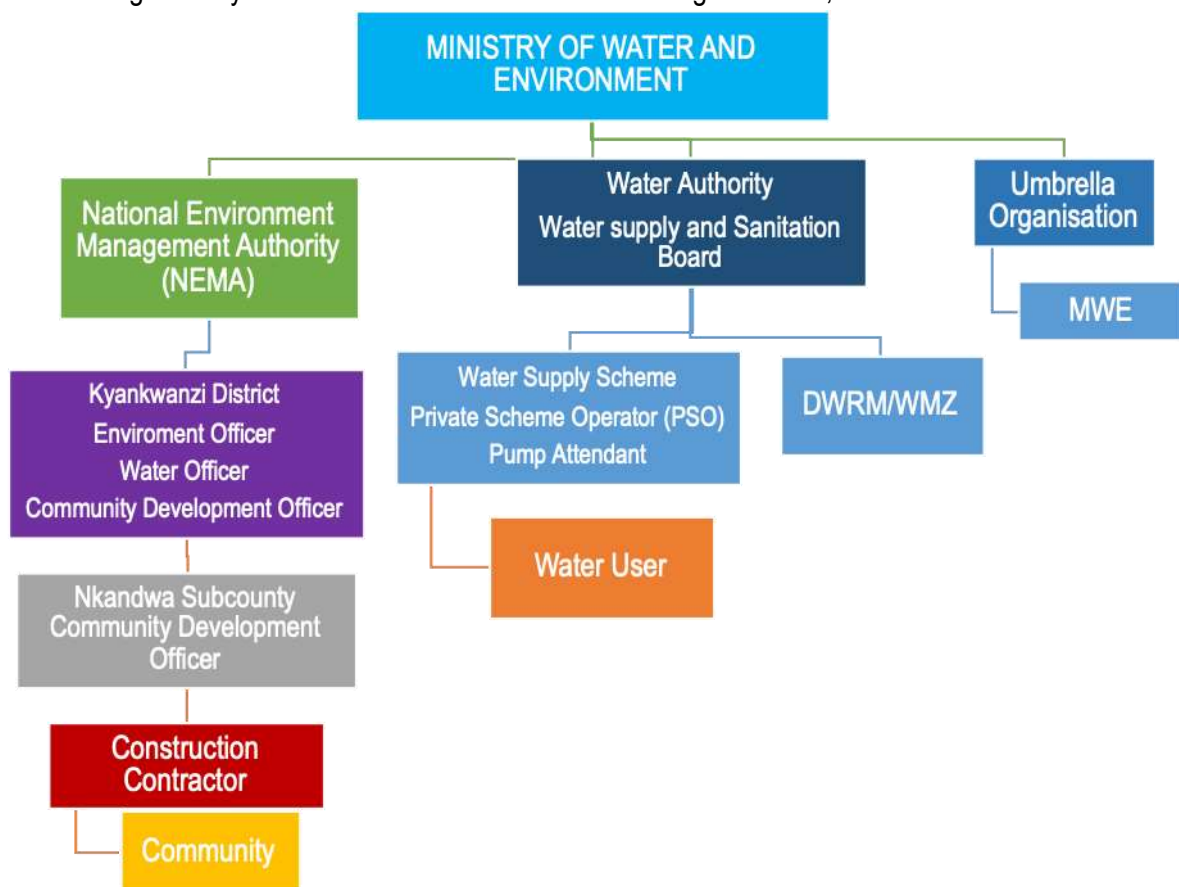 MINISTRY OF WATER AND
ENVIRONMENT
National Environment
Management Authority
(NEMA)
Water Authority
Water supply and Sanitation
Board
Umbrella
Organisation
MWE
Kyankwanzi District
Enviroment Officer
Water Officer
Community Development Officer
Water Supply Scheme
Private Scheme Operator (PSO)
Pump Attendant
DWRM/WMZ
Water User
Nkandwa Subcounty
Community Development
Officer
Construction
Contractor
Community